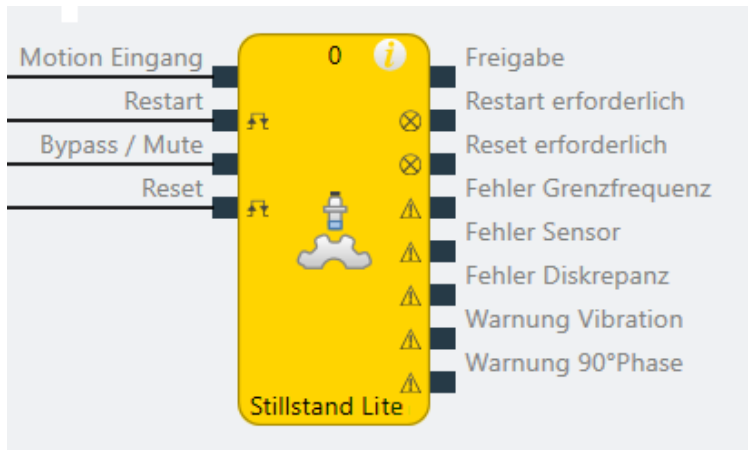 0 i
Motion Eingang
Freigabe
Restart
Restart erforderlich
Bypass / Mute
Reset erforderlich
Reset
Fehler Grenzfrequenz
Fehler Sensor
Fehler Diskrepanz
Warnung Vibration
Warnung 90°Phase
Stillstand Lite